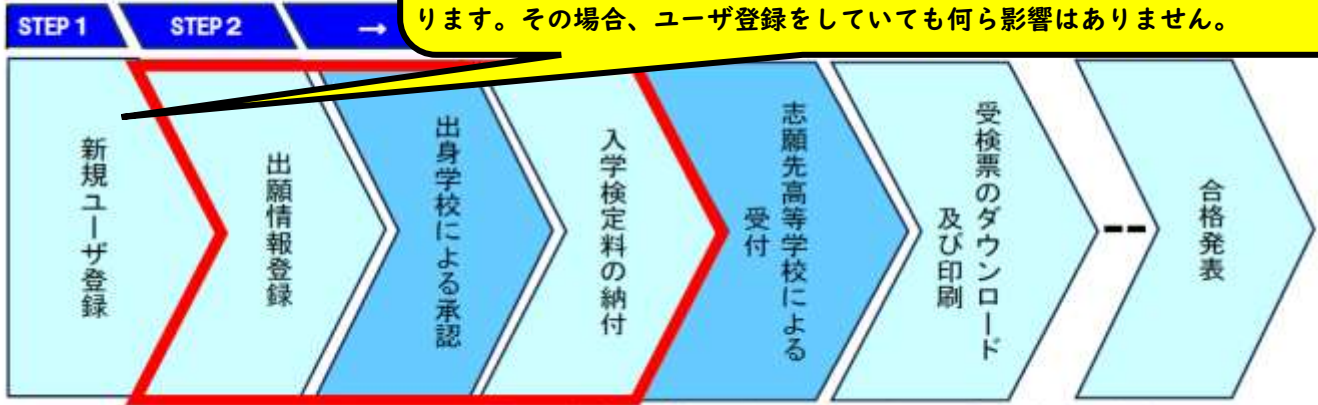 ります。その場合、ユーザ登録をしていても何ら影響はありません。
STEP 1
STEP 2
→
新規ユーザ登録
出願情報登録
出身学校による承認
入学検定料の納付
志願先高等学校による
受付
受検票のダウンロード
及び印刷
合格発表